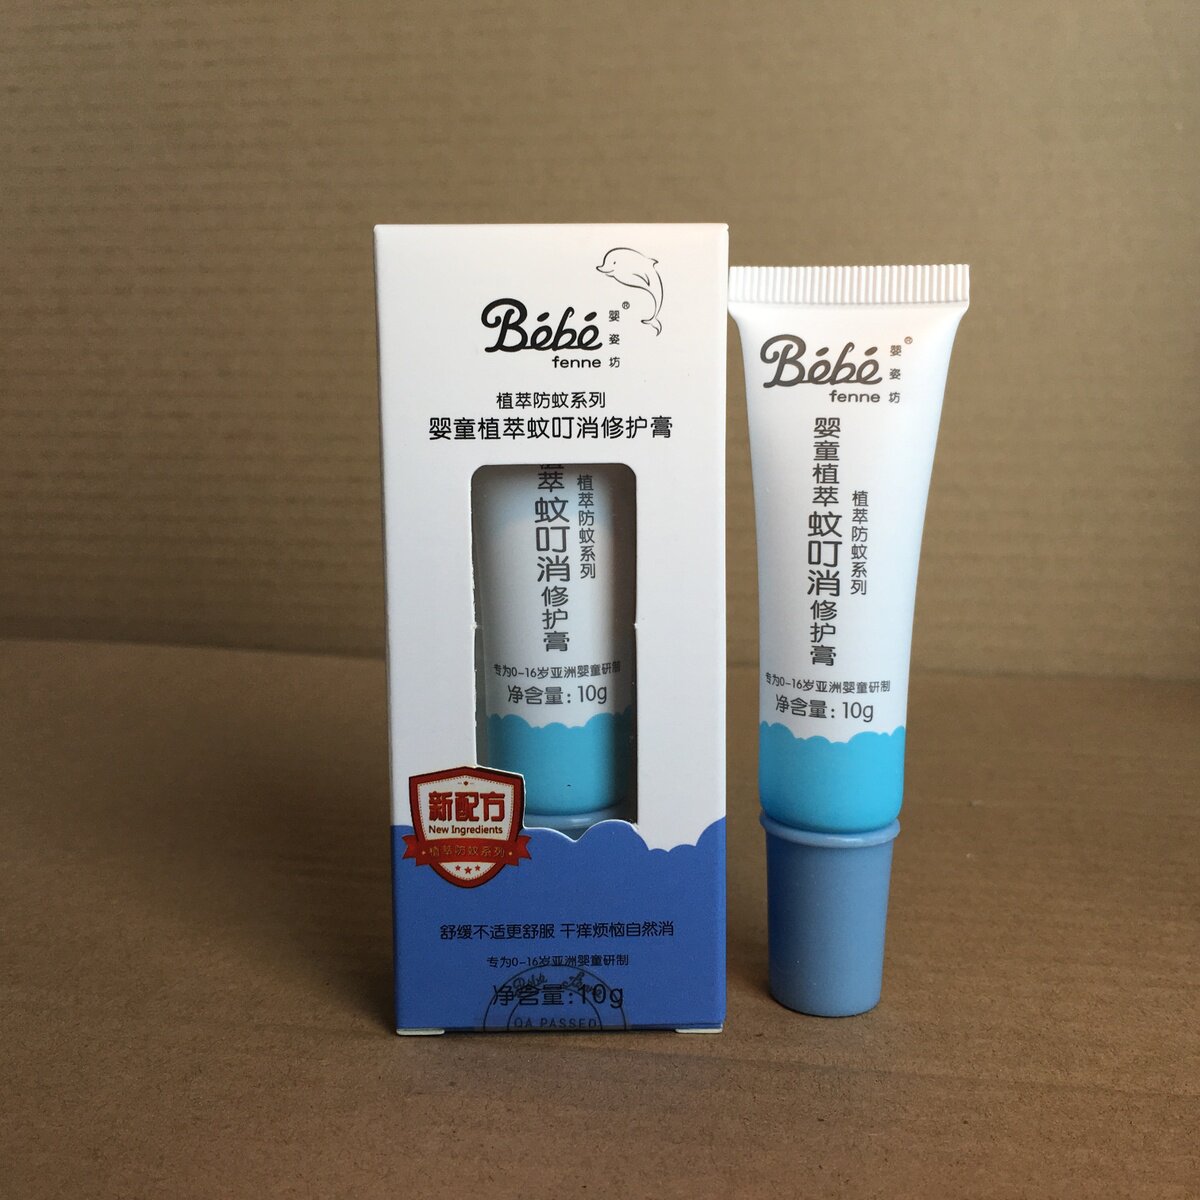 Bébé®
fenne
婴姿坊
植萃防蚊系列
婴童植萃蚊叮消修护膏
萃蚊叮消修护膏
植萃防蚊系列
专为0-16岁亚洲婴童研制
净含量:10g
新配方
New Ingredients
植萃防蚊系列
舒缓不适更舒服 干痒烦恼自然消
专为0-16岁亚洲婴童研制
净含量:10g
Bébé fenne
QA PASSED
Bébé®
fenne
婴姿坊
婴童植萃蚊叮消修护膏
植萃防蚊系列
专为0-16岁亚洲婴童研制
净含量:10g